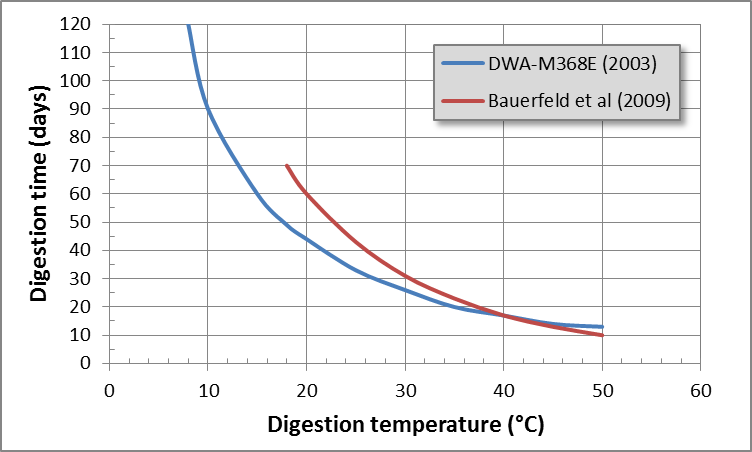 120
110
100
90
80
70
60
50
40
30
20
10
0
Digestion time (days)
DWA-M368E (2003)
Bauerfeld et al (2009)
0 10 20 30 40 50 60
Digestion temperature (°C)